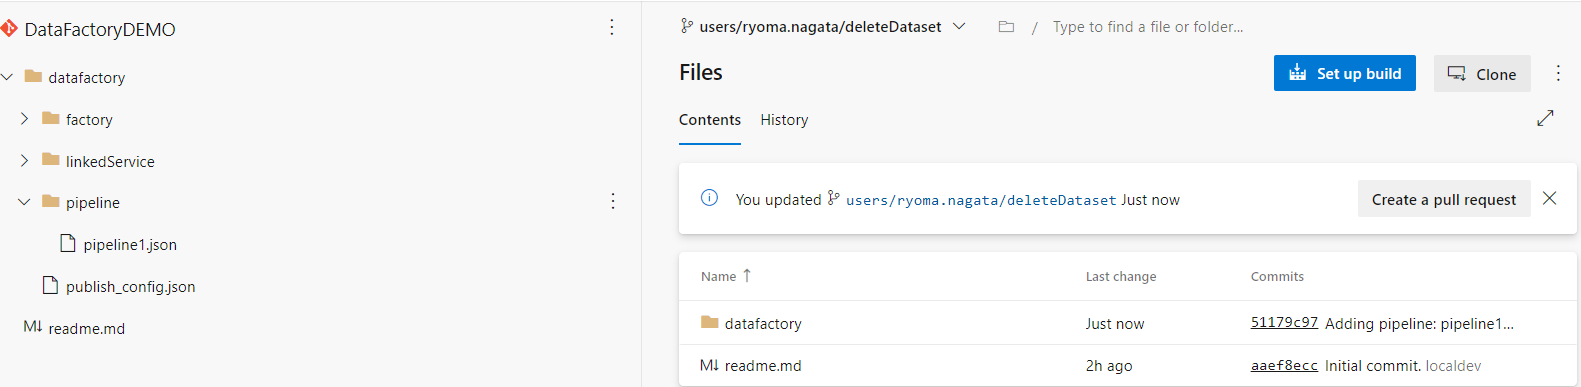 DataFactoryDEMO
datafactory
factory
linkedService
pipeline
pipeline1.json
publish_config.json
M↓ readme.md
users/ryoma.nagata/deleteDataset / Type to find a file or folder...
Files
Set up build
Clone
Contents
History
You updated users/ryoma.nagata/deleteDataset Just now
Create a pull request
Name ↑ Last change Commits
datafactory Just now 51179c97 Adding pipeline: pipeline1...
M↓ readme.md 2h ago aaef8ecc Initial commit. localdev